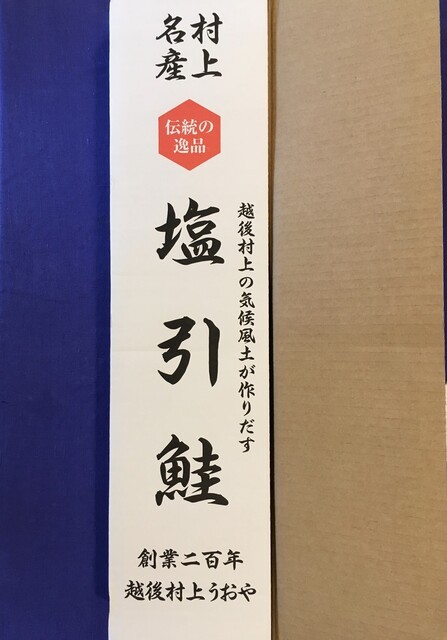 村上
名産
伝統の
逸品
越後村上の気候風土が作りだす
塩引鮭
創業二百年
越後村上うおや